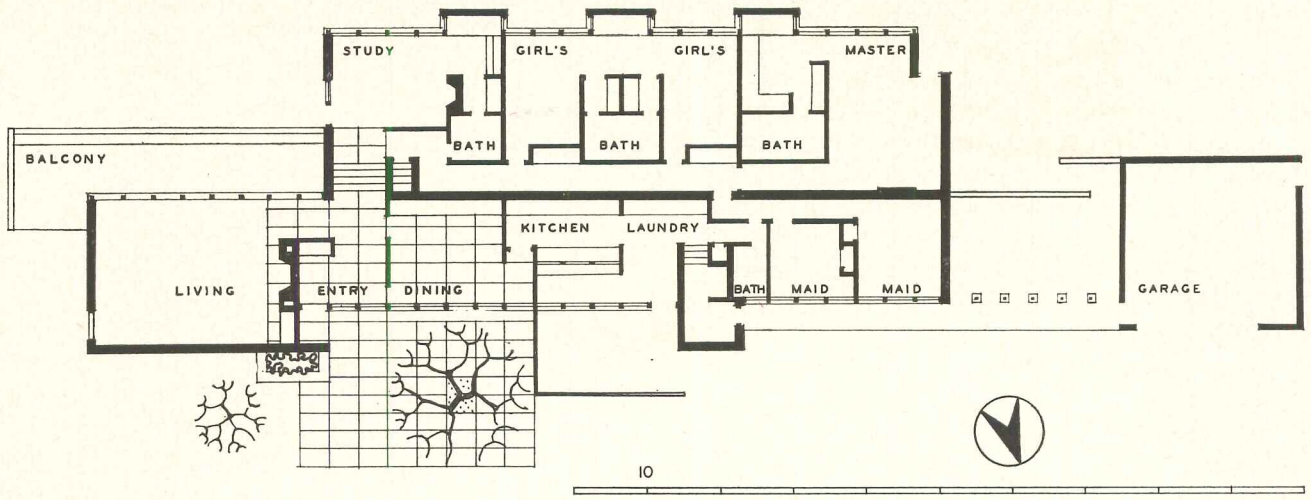 STUDY
GIRL'S
GIRL'S
MASTER
BATH
BATH
BATH
BALCONY
KITCHEN
LAUNDRY
LIVING
ENTRY
DINING
BATH
MAID
MAID
GARAGE
10